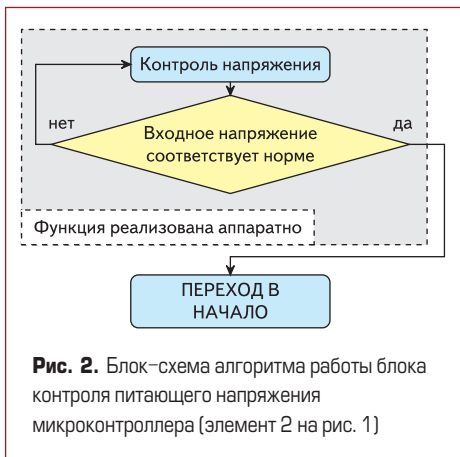 Контроль напряжения
нет
да
Входное напряжение
соответствует норме
Функция реализована аппаратно
ПЕРЕХОД В
НАЧАЛО
Рис. 2. Блок–схема алгоритма работы блока
контроля питающего напряжения
микроконтроллера (элемент 2 на рис. 1)